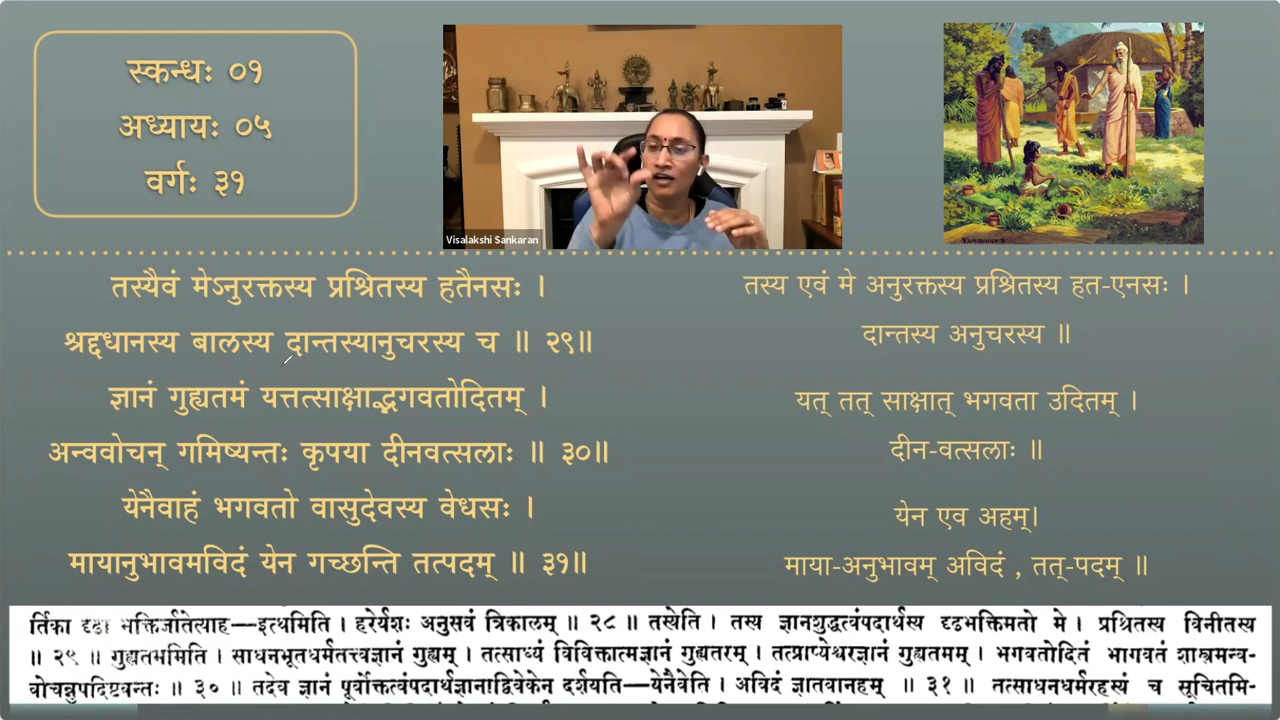 स्कन्धः ०१
अध्यायः ०५
वर्गः ३१
Visalakshi Sankaran
तस्यैवं मेऽनुरक्तस्य प्रश्रितस्य हतैनसः ।
श्रद्दधानस्य बालस्य दान्तस्यानुचरस्य च ॥ २९॥
ज्ञानं गुह्यतमं यत्तत्साक्षाद्भगवतोदितम् ।
अन्ववोचन् गमिष्यन्तः कृपया दीनवत्सलाः ॥ ३०॥
येनैवाहं भगवतो वासुदेवस्य वेधसः ।
मायानुभावमविदं येन गच्छन्ति तत्पदम् ॥ ३१॥
तस्य एवं मे अनुरक्तस्य प्रश्रितस्य हत-एनसः ।
दान्तस्य अनुचरस्य ॥
यत् तत् साक्षात् भगवता उदितम् ।
दीन-वत्सलाः ॥
येन एव अहम्।
माया-अनुभावम् अविदं , तत्-पदम् ॥
र्तिका दृढा भक्तिर्जातेत्याह—इत्थमिति । हरेर्यशः अनुसवं त्रिकालम् ॥ २८ ॥ तस्येति । तस्य ज्ञानशुद्धत्वंपदार्थस्य दृढभक्तिमतो मे । प्रश्रितस्य विनीतस्य
॥ २९ ॥ गुह्यतममिति । साधनभूतधर्मतत्त्वज्ञानं गुह्यम् । तत्साध्यं विविक्तात्मज्ञानं गुह्यतरम् । तत्प्राप्येश्वरज्ञानं गुह्यतमम् । भगवतोदितं भागवतं शास्त्रमन्व-
वोचन्नुपदिष्टवन्तः ॥ ३० ॥ तदेव ज्ञानं पूर्वोक्तत्वंपदार्थज्ञानाद्विवेकेन दर्शयति—येनैवेति । अविदं ज्ञातवानहम् ॥ ३१ ॥ तत्साधनधर्मरहस्यं च सूचितमि-